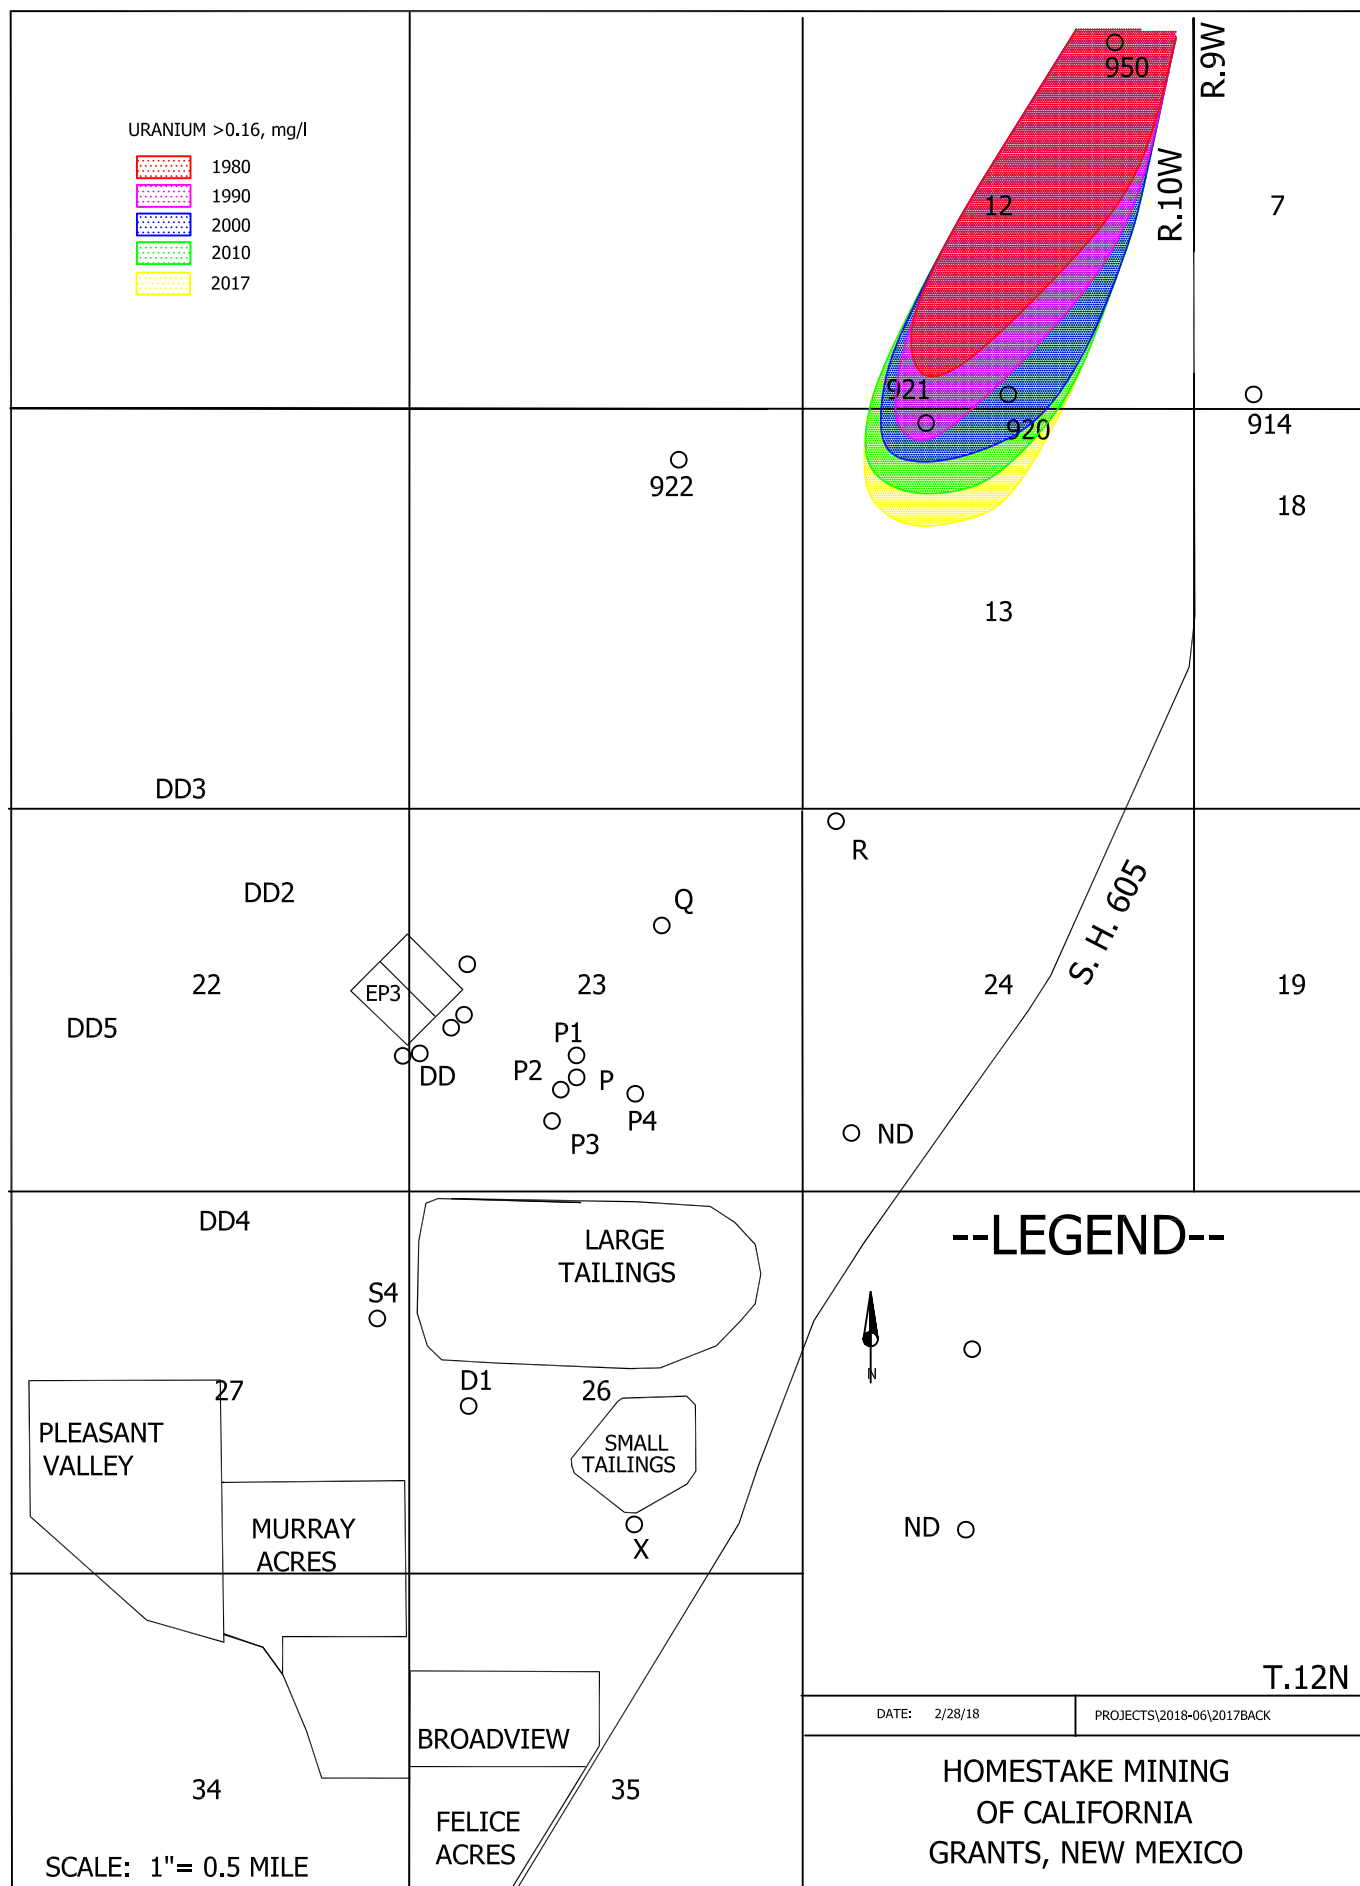 950
R.9W
URANIUM >0.16, mg/l
1980
1990
2000
2010
2017
R.10W
12
7
921
920
914
922
18
13
DD3
R
DD2
Q
S. H. 605
22
EP3
23
24
19
DD5
P1
DD
P2
P
P4
P3
ND
DD4
LARGE
TAILINGS
--LEGEND--
S4
N
D1
27
26
PLEASANT
VALLEY
SMALL
TAILINGS
MURRAY
ACRES
X
ND
T.12N
DATE: 2/28/18
PROJECTS\2018-06\2017BACK
BROADVIEW
34
35
FELICE
ACRES
HOMESTAKE MINING
OF CALIFORNIA
GRANTS, NEW MEXICO
SCALE: 1"= 0.5 MILE